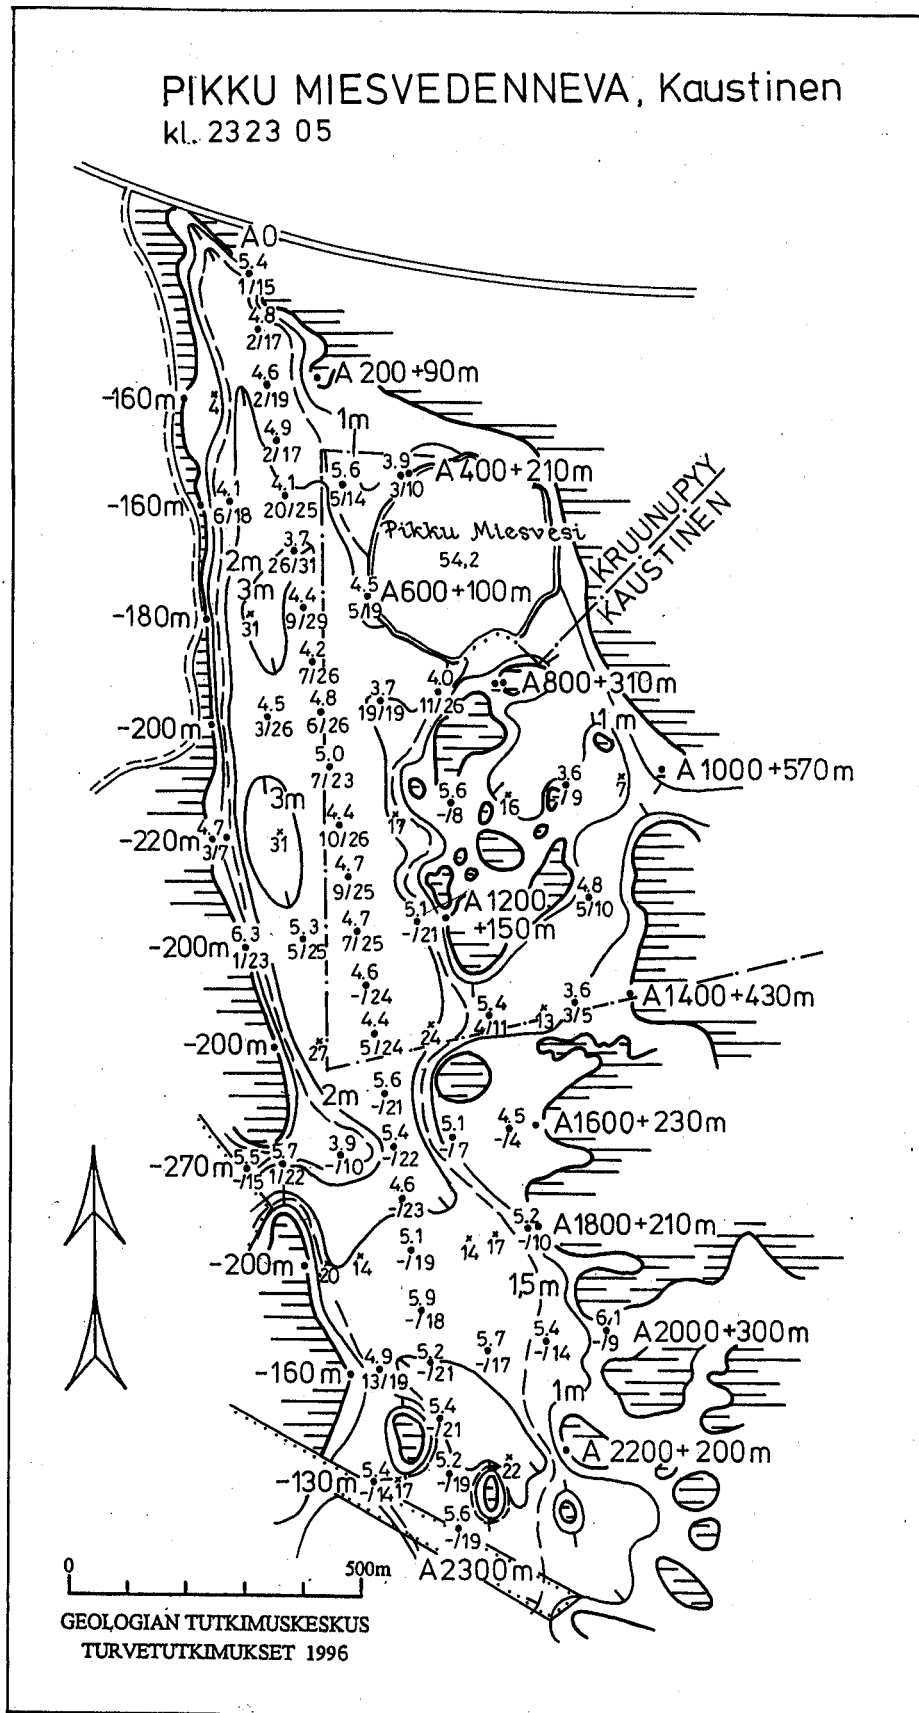 PIKKU MIESVEDENNEVA, Kaustinen
kl. 2323 05
A0
5.4
1/15
4.8
2/17
A 200 +90m
4.6
2/19
-160m
4
1m
4.9
2/17
5.6
5/14
3.9
3/10
A 400 + 210m
4.1
6/18
4.1
20/25
-160m
KRUUNUPYY
KAUSTINEN
Pikku Miesvesi
54,2
3.7
26/31
2m
3m
4.5
5/19
A600+100m
4.4
9/29
31
-180m
4.2
7/26
4.0
11/26
A 800+310m
3.7
19/19
4.5
3/26
4.8
6/26
-200m
1 m
5.0
7/23
A 1000 +570m
3.6
-/9
7
3m
5.6
-/8
16
4.4
10/26
17
4.7
3/7
-220m
31
4.7
9/25
4.8
5/10
A 1200
+150m
5.1
-/21
4.7
7/25
5.3
5/25
6.3
1/23
-200m
4.6
-/24
3.6
3/5
A1400+430m
5.4
4/11
13
4.4
5/24
24
27
-200m
2m
5.6
-/21
4.5
-/4
A1600+230m
5.1
-/7
5.4
-/22
3.9
-/10
5.5
-/15
5.7
1/22
-270m
4.6
-/23
5.2
-/10
A1800+210m
5.1
-/19
14
17
14
20
-200m
1,5 m
5.9
-/18
6,1
-/9
A2000+300m
5.4
-/14
5.7
-/17
5.2
-/21
4.9
13/19
-160m
1m
5.4
-/21
A 2200+ 200m
5.2
-/19
22
5.4
-/14
17
-130m
5.6
-/19
A2300m
0
500m
GEOLOGIAN TUTKIMUSKESKUS
TURVETUTKIMUKSET 1996